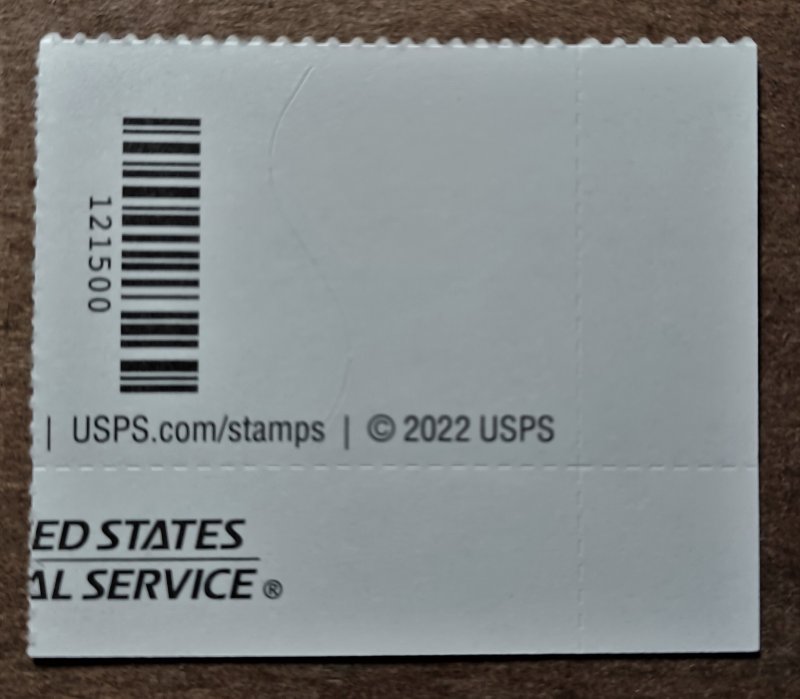 121500
| USPS.com/stamps | © 2022 USPS
ED STATES
AL SERVICE®